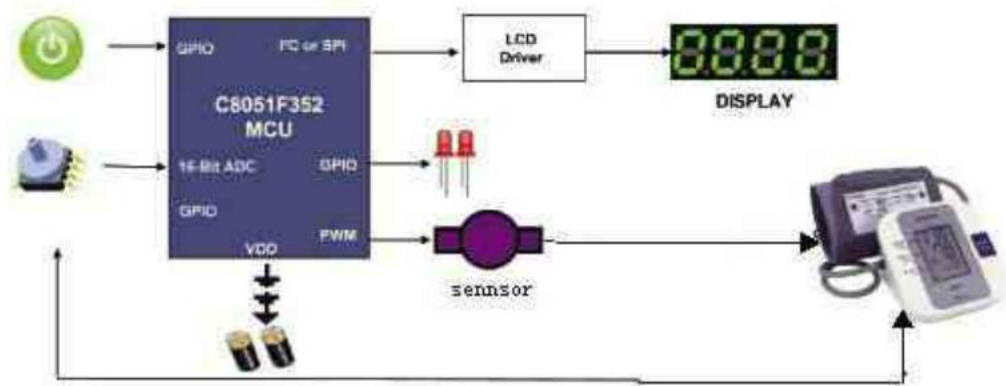 GPIO
I²C or SPI
LCD
Driver
DISPLAY
C8051F352
MCU
16-Bit ADC
GPIO
GPIO
PWM
VDD
sennsor